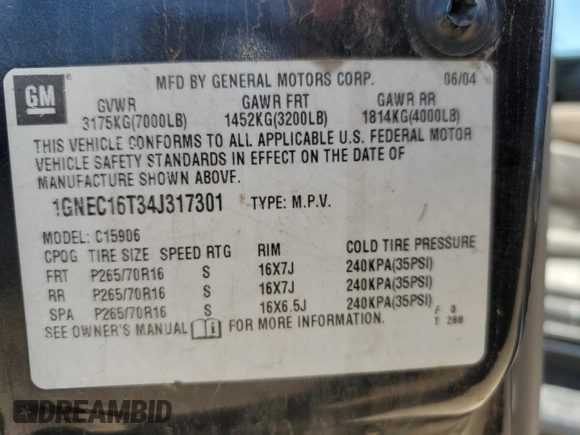 GM
MFD BY GENERAL MOTORS CORP. 06/04
GVWR GAWR FRT GAWR RR
3175KG(7000LB) 1452KG(3200LB) 1814KG(4000LB)
THIS VEHICLE CONFORMS TO ALL APPLICABLE U.S. FEDERAL MOTOR
VEHICLE SAFETY STANDARDS IN EFFECT ON THE DATE OF
MANUFACTURE SHOWN ABOVE.
1GNEC16T34J317301 TYPE: M.P.V.
MODEL: C15906
CPOG TIRE SIZE SPEED RTG RIM COLD TIRE PRESSURE
FRT P265/70R16 S 16X7J 240KPA(35PSI)
RR P265/70R16 S 16X7J 240KPA(35PSI)
SPA P265/70R16 S 16X6.5J 240KPA(35PSI)
SEE OWNER'S MANUAL FOR MORE INFORMATION.
F 0
T 288
DREAMBID